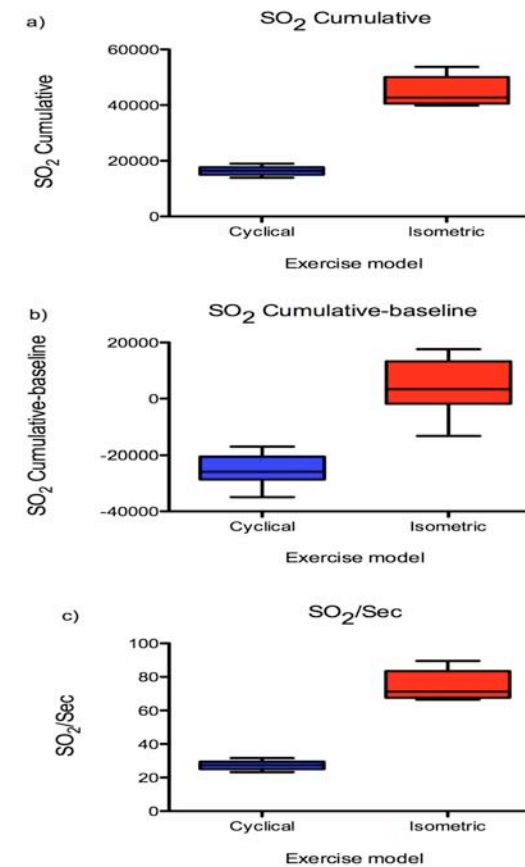 a)
SO2 Cumulative
SO2 Cumulative
60000
40000
20000
0
Cyclical
Isometric
Exercise model
b)
SO2 Cumulative-baseline
SO2 Cumulative-baseline
20000
0
-20000
-40000
Cyclical
Isometric
Exercise model
c)
SO2/Sec
SO2/Sec
100
80
60
40
20
0
Cyclical
Isometric
Exercise model